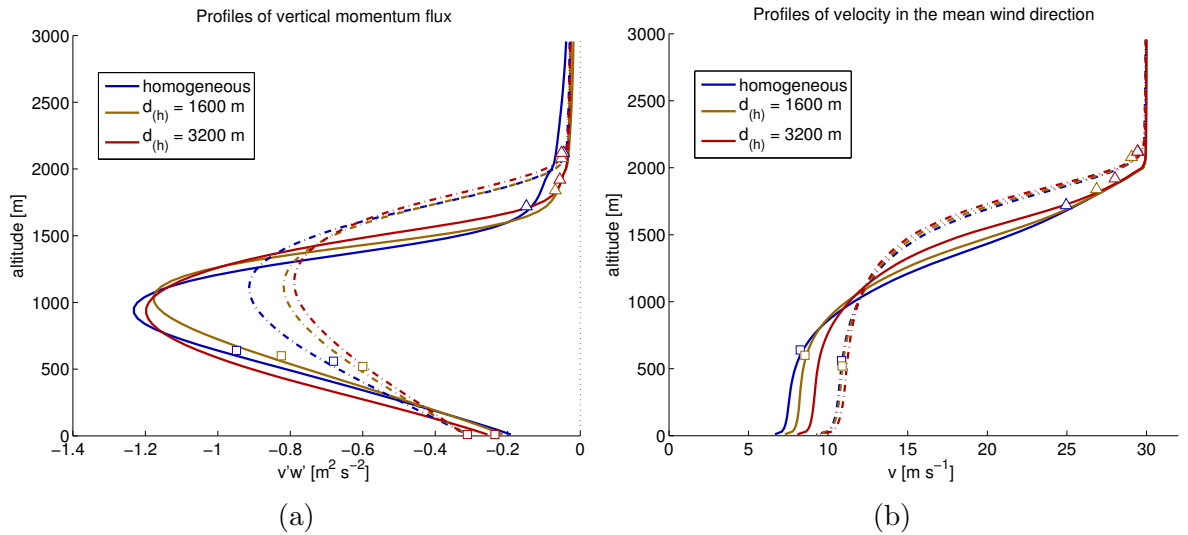 Profiles of vertical momentum flux
3000
2500
2000
1500
1000
500
0
altitude [m]
homogeneous
d(h) = 1600 m
d(h) = 3200 m
−1.4 −1.2 −1 −0.8 −0.6 −0.4 −0.2 0
v'w' [m² s⁻²]
(a)
Profiles of velocity in the mean wind direction
3000
2500
2000
1500
1000
500
0
altitude [m]
homogeneous
d(h) = 1600 m
d(h) = 3200 m
0 5 10 15 20 25 30
v [m s⁻¹]
(b)